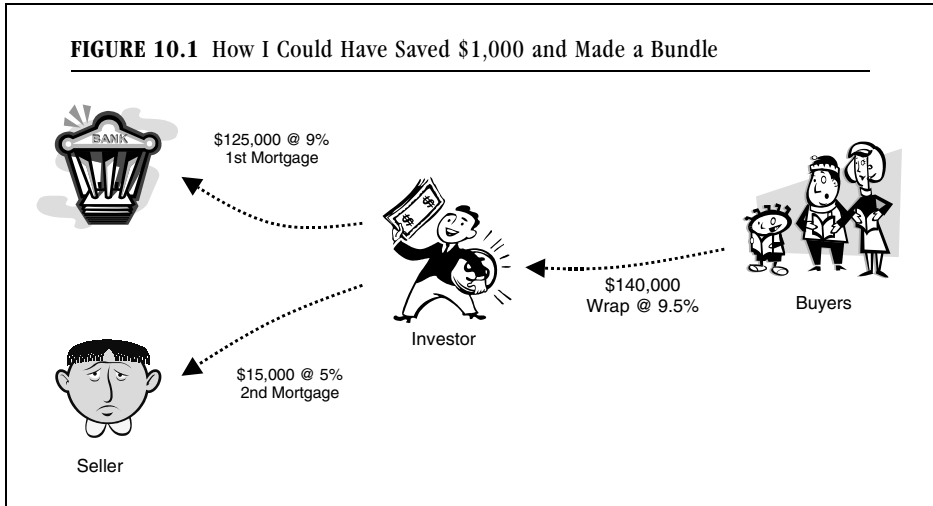 FIGURE 10.1 How I Could Have Saved $1,000 and Made a Bundle
BANK
$125,000 @ 9%
1st Mortgage
$ $
Investor
$140,000
Wrap @ 9.5%
Buyers
$15,000 @ 5%
2nd Mortgage
Seller